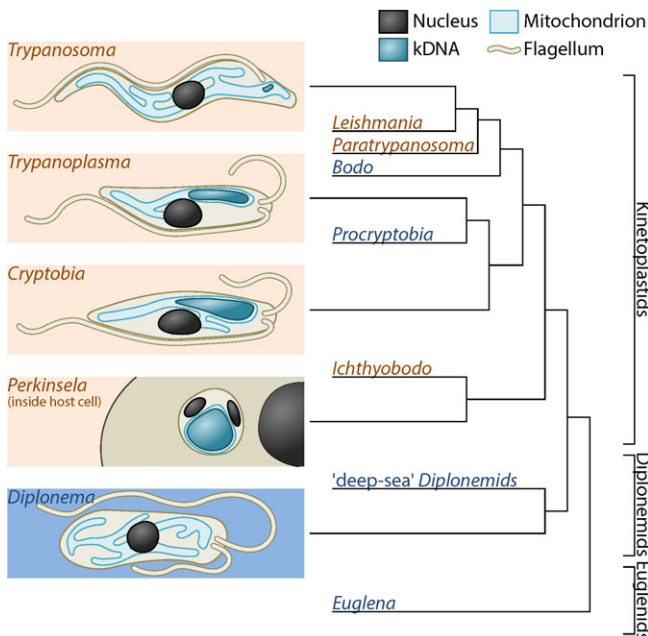 Nucleus
Mitochondrion
kDNA
Flagellum
Trypanosoma
Leishmania
Paratrypanosoma
Trypanoplasma
Bodo
Procryptobia
Cryptobia
Ichthyobodo
Perkinsela
(inside host cell)
'deep-sea' Diplonemids
Diplonema
Euglena
Kinetoplastids
Diplonemids
Euglenids